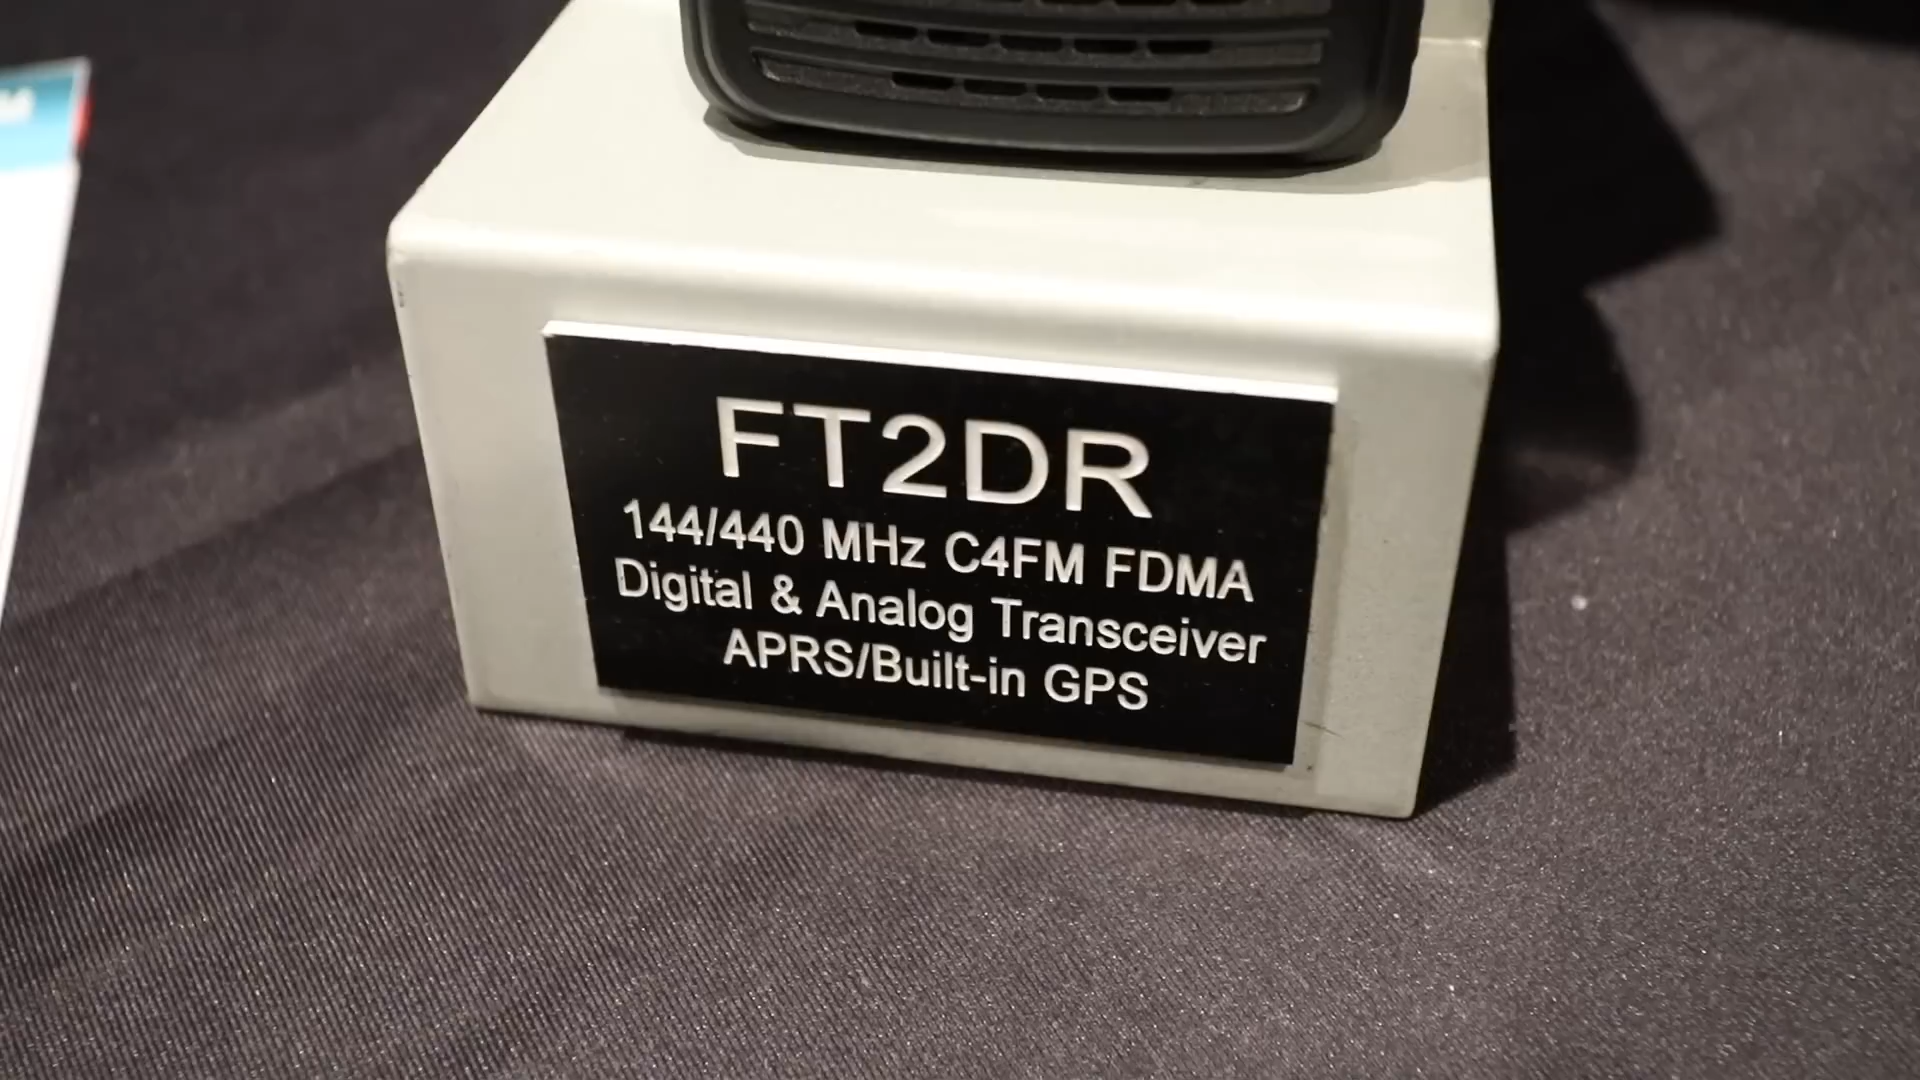 FT2DR
144/440 MHz C4FM FDMA
Digital & Analog Transceiver
APRS/Built-in GPS